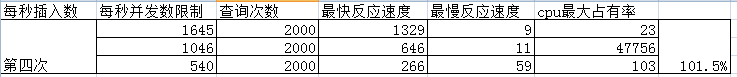 每秒插入数 每秒并发数限制 查询次数 最快反应速度 最慢反应速度 cpu最大占有率
1645 2000 1329 9 23
1046 2000 646 11 47756
第四次 540 2000 266 59 103 101.5%